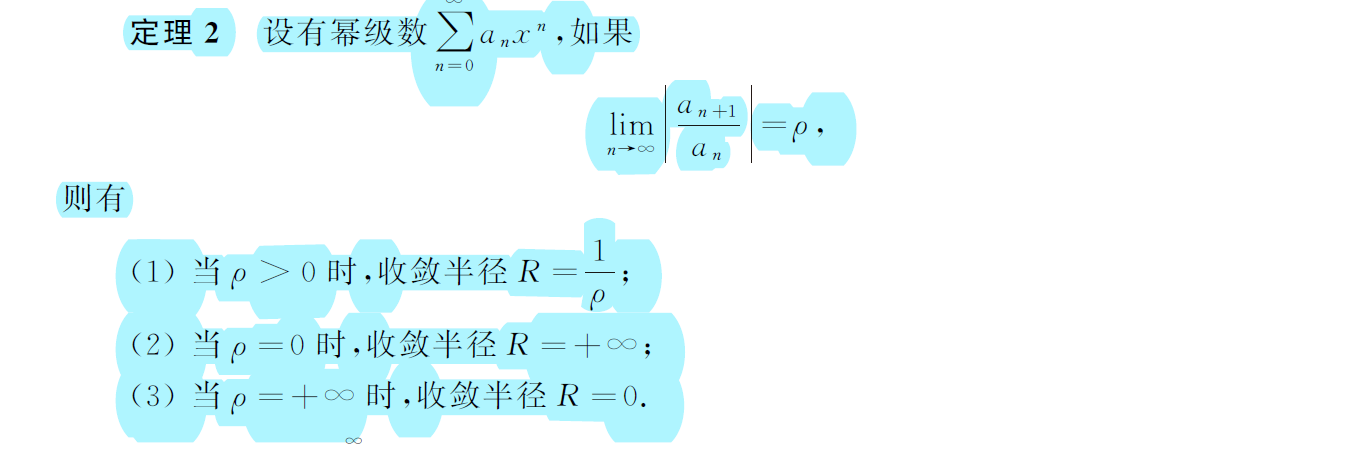 定理 2 设有幂级数 $\sum_{n=0}^{\infty} a_n x^n$ ,如果
$\lim_{n \to \infty} \left| \frac{a_{n+1}}{a_n} \right| = \rho$ ,
则有
(1) 当 $\rho > 0$ 时,收敛半径 $R = \frac{1}{\rho}$ ;
(2) 当 $\rho = 0$ 时,收敛半径 $R = +\infty$ ;
(3) 当 $\rho = +\infty$ 时,收敛半径 $R = 0$.
∞